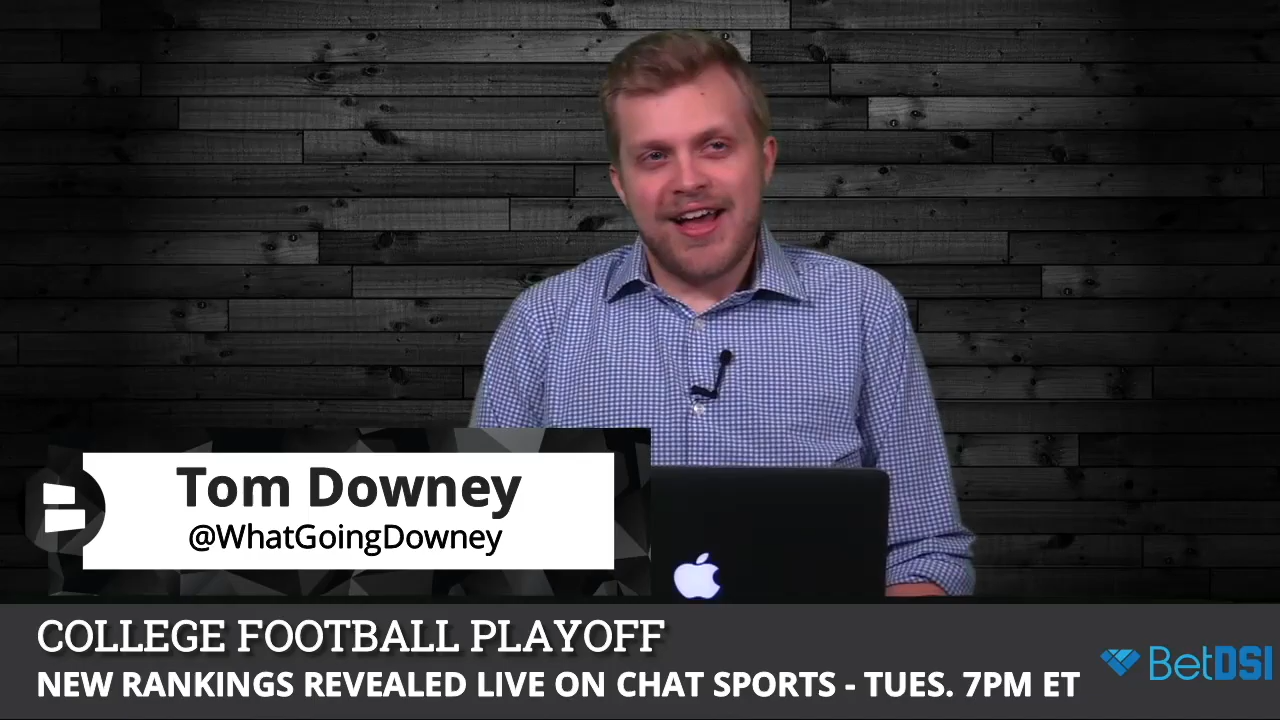 Tom Downey
@WhatGoingDowney
COLLEGE FOOTBALL PLAYOFF
NEW RANKINGS REVEALED LIVE ON CHAT SPORTS - TUES. 7PM ET
BetDSI